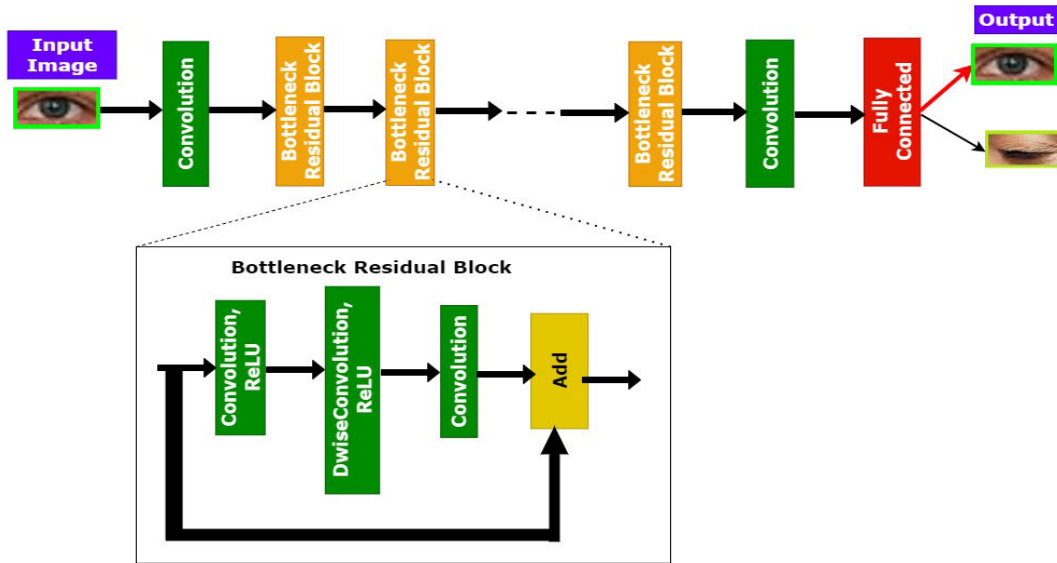 Input
Image
Convolution
Bottleneck
Residual Block
Bottleneck
Residual Block
Bottleneck
Residual Block
Convolution
Fully
Connected
Output
Bottleneck Residual Block
Convolution,
ReLU
DwiseConvolution,
ReLU
Convolution
Add